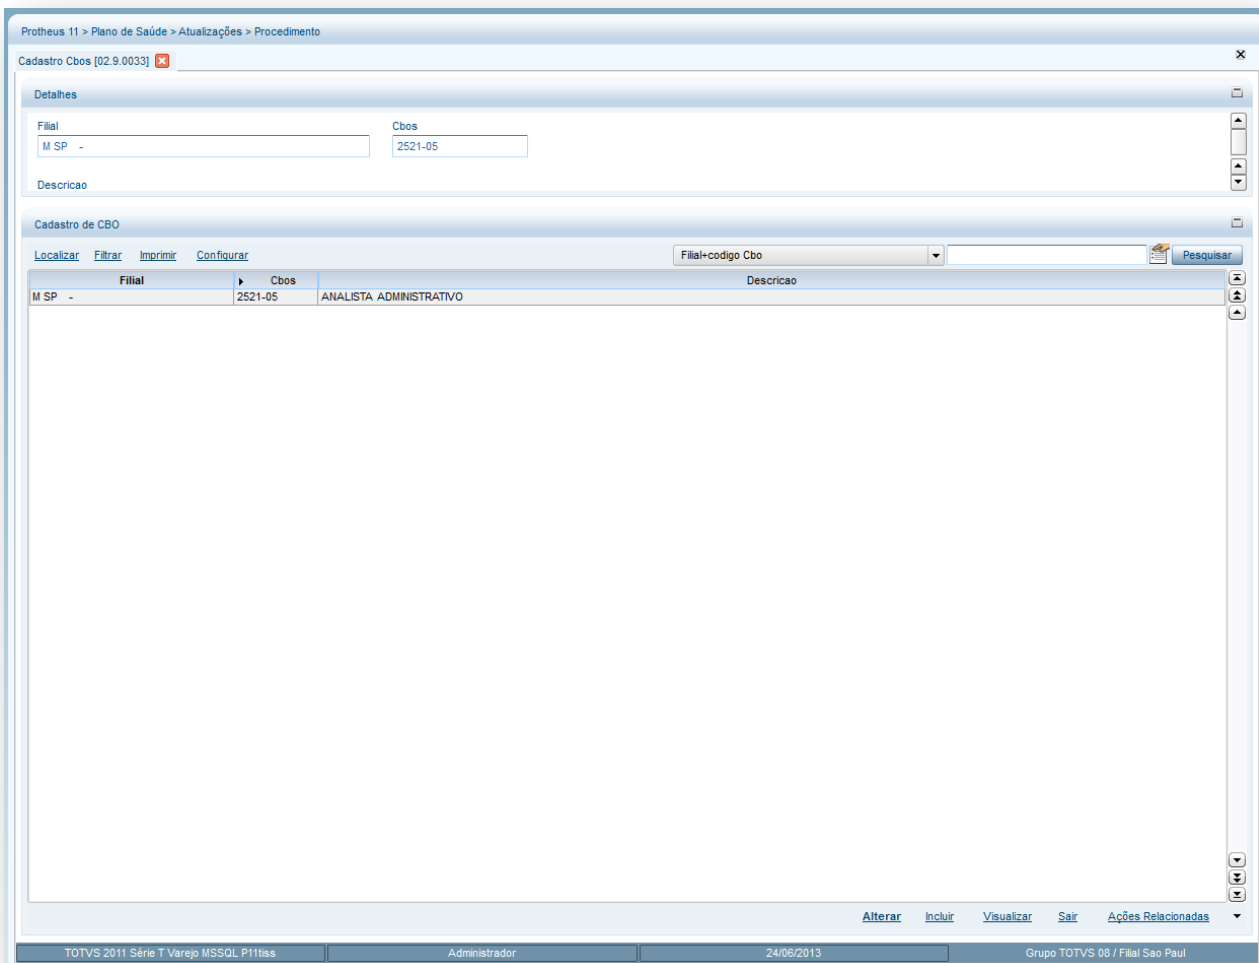 Protheus 11 > Plano de Saúde > Atualizações > Procedimento
Cadastro Cbos [02.9.0033]
Detalhes
Filial Cbos
M SP - 2521-05
Descricao
Cadastro de CBO
Localizar Filtrar Imprimir Configurar Filial+codigo Cbo Pesquisar
Filial Cbos Descricao
M SP - 2521-05 ANALISTA ADMINISTRATIVO
Alterar Incluir Visualizar Sair Ações Relacionadas
TOTVS 2011 Série T Varejo MSSQL P11tiss Administrador 24/06/2013 Grupo TOTVS 08 / Filial Sao Paul